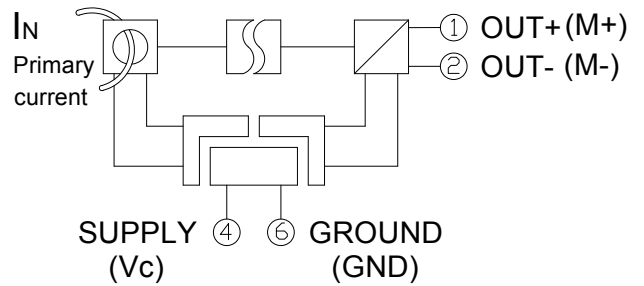 IN
Primary
current
① OUT+ (M+)
② OUT- (M-)
SUPPLY ④ ⑥ GROUND
(Vc) (GND)